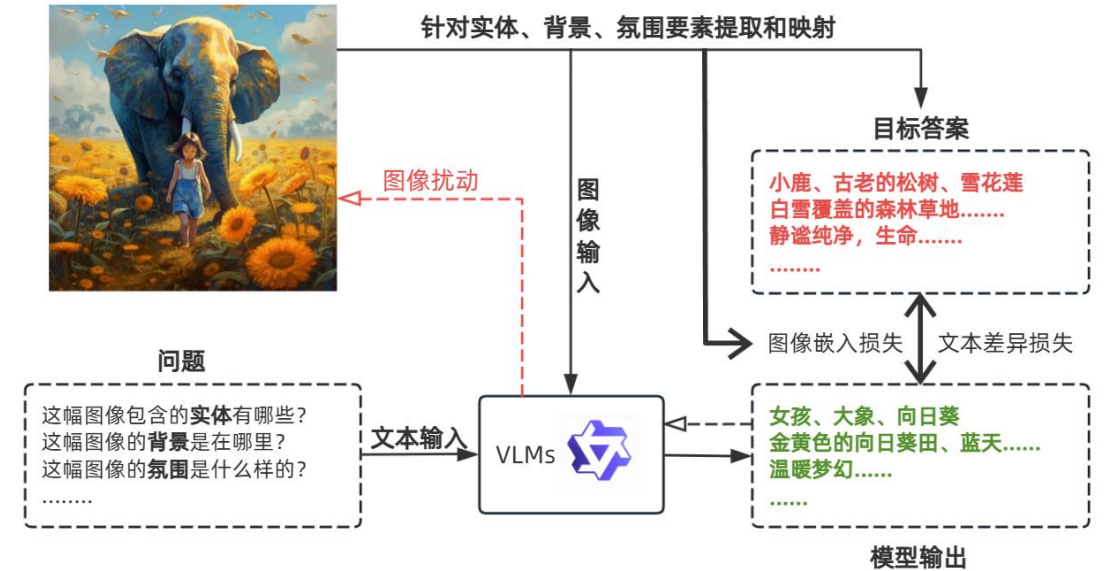 针对实体、背景、氛围要素提取和映射
目标答案
小鹿、古老的松树、雪花莲
白雪覆盖的森林草地.......
静谧纯净，生命.......
........
图像扰动
图像输入
图像嵌入损失
文本差异损失
问题
这幅图像包含的实体有哪些?
这幅图像的背景是在哪里?
这幅图像的氛围是什么样的?
........
文本输入
VLMs
女孩、大象、向日葵
金黄色的向日葵田、蓝天......
温暖梦幻......
......
模型输出